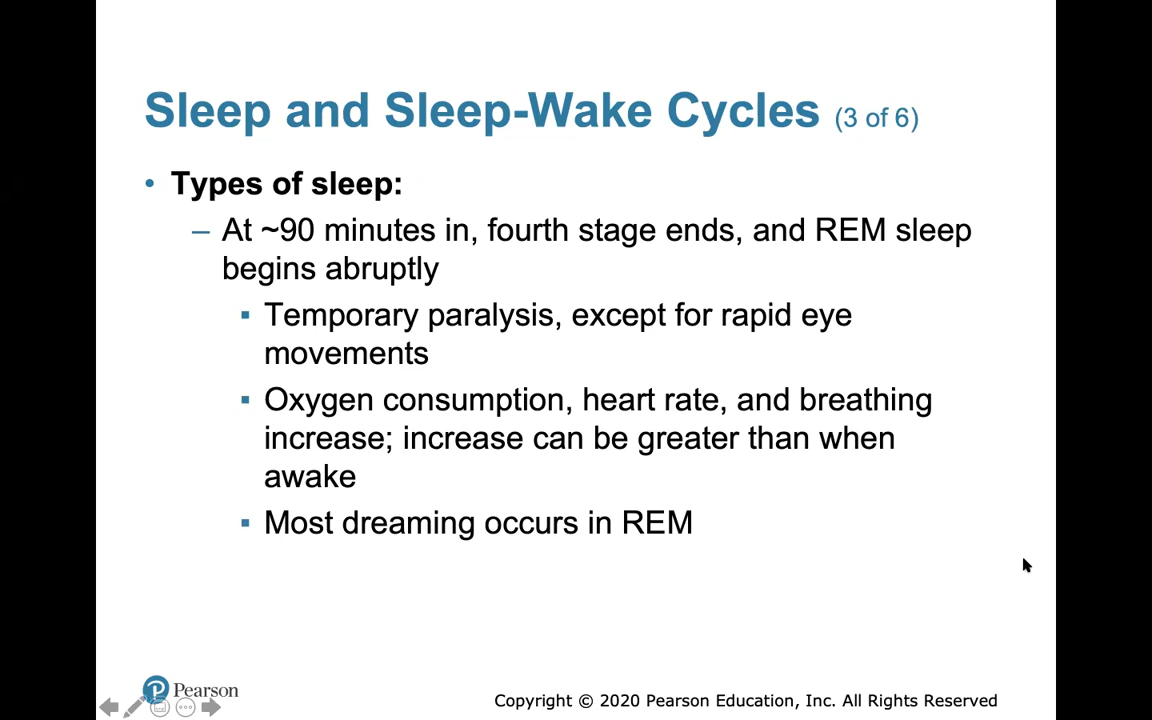 Sleep and Sleep-Wake Cycles (3 of 6)
• Types of sleep:
– At ~90 minutes in, fourth stage ends, and REM sleep
begins abruptly
▪ Temporary paralysis, except for rapid eye
movements
▪ Oxygen consumption, heart rate, and breathing
increase; increase can be greater than when
awake
▪ Most dreaming occurs in REM
P Pearson
Copyright © 2020 Pearson Education, Inc. All Rights Reserved